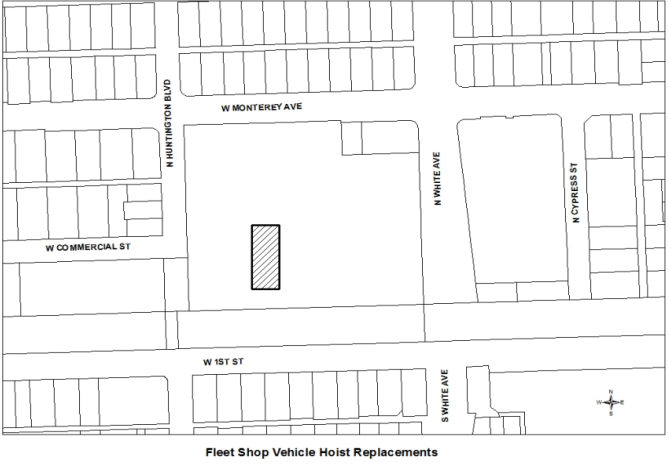 W MONTEREY AVE
N HUNTINGTON BLVD
N WHITE AVE
N CYPRESS ST
W COMMERCIAL ST
W 1ST ST
S WHITE AVE
N
W E
S
Fleet Shop Vehicle Hoist Replacements